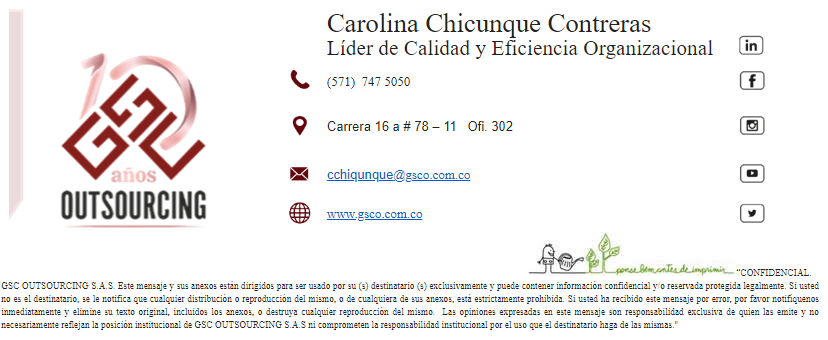 Carolina Chicunque Contreras
Líder de Calidad y Eficiencia Organizacional
(571) 747 5050
Carrera 16 a # 78 – 11 Ofi. 302
cchiqunque@gsco.com.co
www.gsco.com.co
10
GSC
años
OUTSOURCING
in
f
pense bem antes de imprimir
"CONFIDENCIAL.
GSC OUTSOURCING S.A.S. Este mensaje y sus anexos están dirigidos para ser usado por su (s) destinatario (s) exclusivamente y puede contener información confidencial y/o reservada protegida legalmente. Si usted
no es el destinatario, se le notifica que cualquier distribución o reproducción del mismo, o de cualquiera de sus anexos, está estrictamente prohibida. Si usted ha recibido este mensaje por error, por favor notifíquenos
inmediatamente y elimine su texto original, incluidos los anexos, o destruya cualquier reproducción del mismo. Las opiniones expresadas en este mensaje son responsabilidad exclusiva de quien las emite y no
necesariamente reflejan la posición institucional de GSC OUTSOURCING S.A.S ni comprometen la responsabilidad institucional por el uso que el destinatario haga de las mismas."